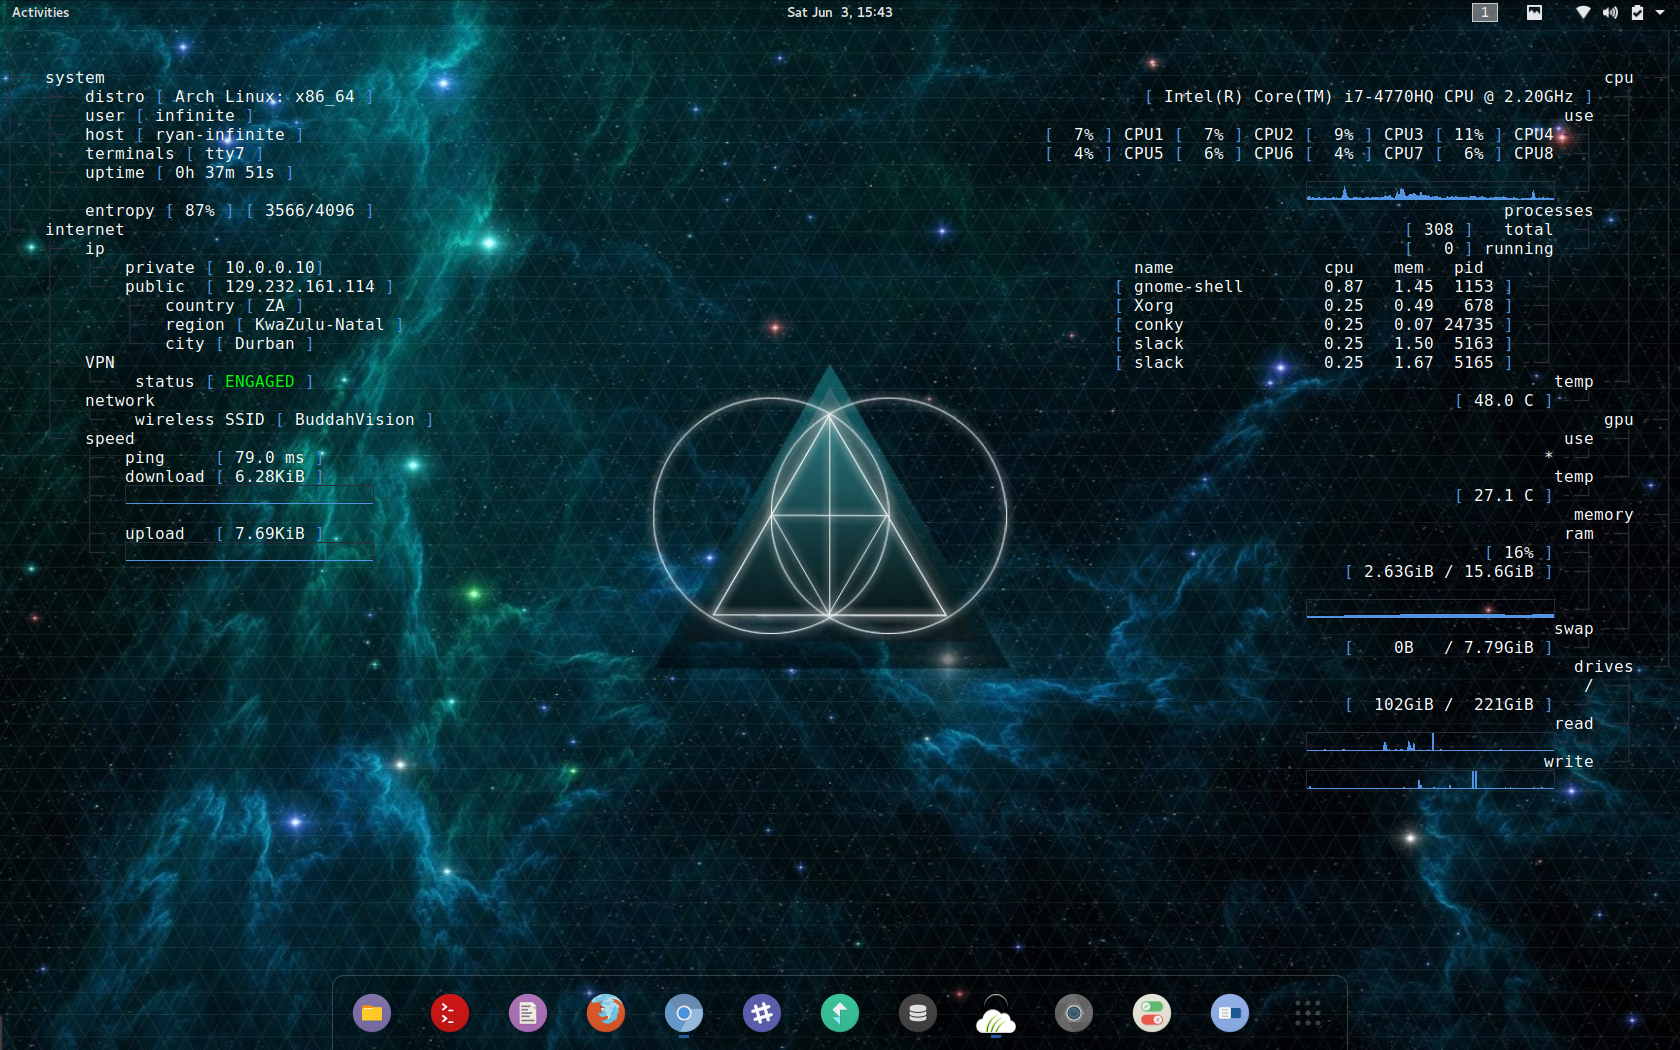 Activities
Sat Jun 3, 15:43
1
system
distro [ Arch Linux: x86_64 ]
user [ infinite ]
host [ ryan-infinite ]
terminals [ tty7 ]
uptime [ 0h 37m 51s ]
entropy [ 87% ] [ 3566/4096 ]
internet
ip
private [ 10.0.0.10]
public [ 129.232.161.114 ]
country [ ZA ]
region [ KwaZulu-Natal ]
city [ Durban ]
VPN
status [ ENGAGED ]
network
wireless SSID [ BuddahVision ]
speed
ping [ 79.0 ms ]
download [ 6.28KiB ]
upload [ 7.69KiB ]
cpu
[ Intel(R) Core(TM) i7-4770HQ CPU @ 2.20GHz ]
use
[ 7% ] CPU1 [ 7% ] CPU2 [ 9% ] CPU3 [ 11% ] CPU4
[ 4% ] CPU5 [ 6% ] CPU6 [ 4% ] CPU7 [ 6% ] CPU8
processes
[ 308 ] total
[ 0 ] running
name cpu mem pid
[ gnome-shell 0.87 1.45 1153 ]
[ Xorg 0.25 0.49 678 ]
[ conky 0.25 0.07 24735 ]
[ slack 0.25 1.50 5163 ]
[ slack 0.25 1.67 5165 ]
temp
[ 48.0 C ]
gpu
use
*
temp
[ 27.1 C ]
memory
ram
[ 16% ]
[ 2.63GiB / 15.6GiB ]
swap
[ 0B / 7.79GiB ]
drives
/
[ 102GiB / 221GiB ]
read
write